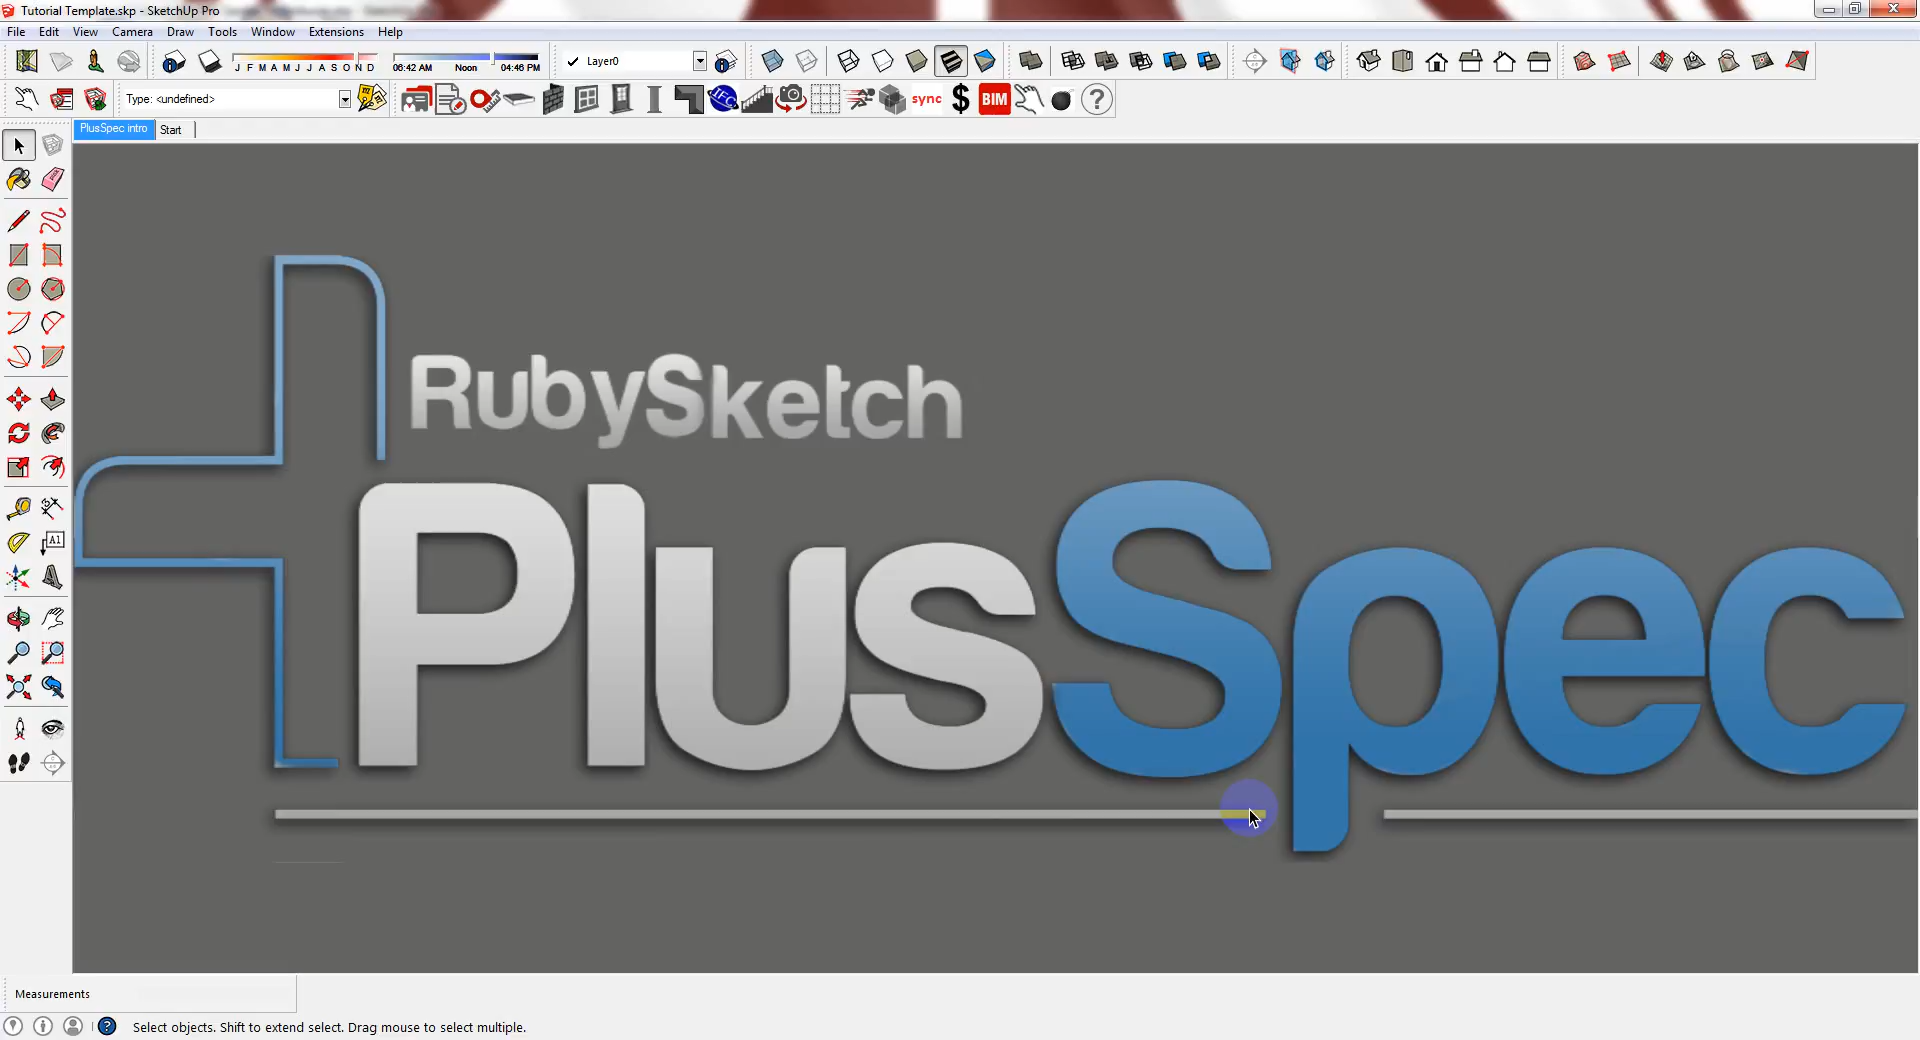 Tutorial Template.skp - SketchUp Pro
File Edit View Camera Draw Tools Window Extensions Help
J F M A M J J A S O N D 06:42 AM Noon 04:46 PM Layer0
Type: <undefined> IFC sync $ BIM ?
PlusSpec intro Start
RubySketch
PlusSpec
A1
Measurements
Select objects. Shift to extend select. Drag mouse to select multiple.